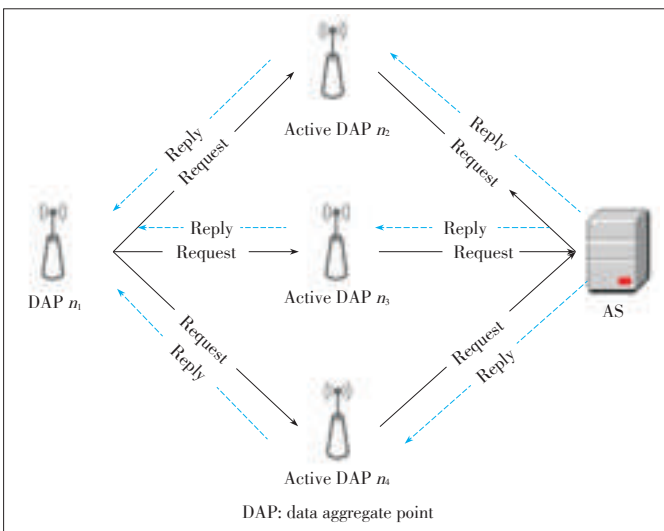 Active DAP n₂
Reply
Request
Reply
Request
Reply
Request
Reply
Request
DAP n₁
Active DAP n₃
AS
Request
Reply
Request
Reply
Active DAP n₄
DAP: data aggregate point